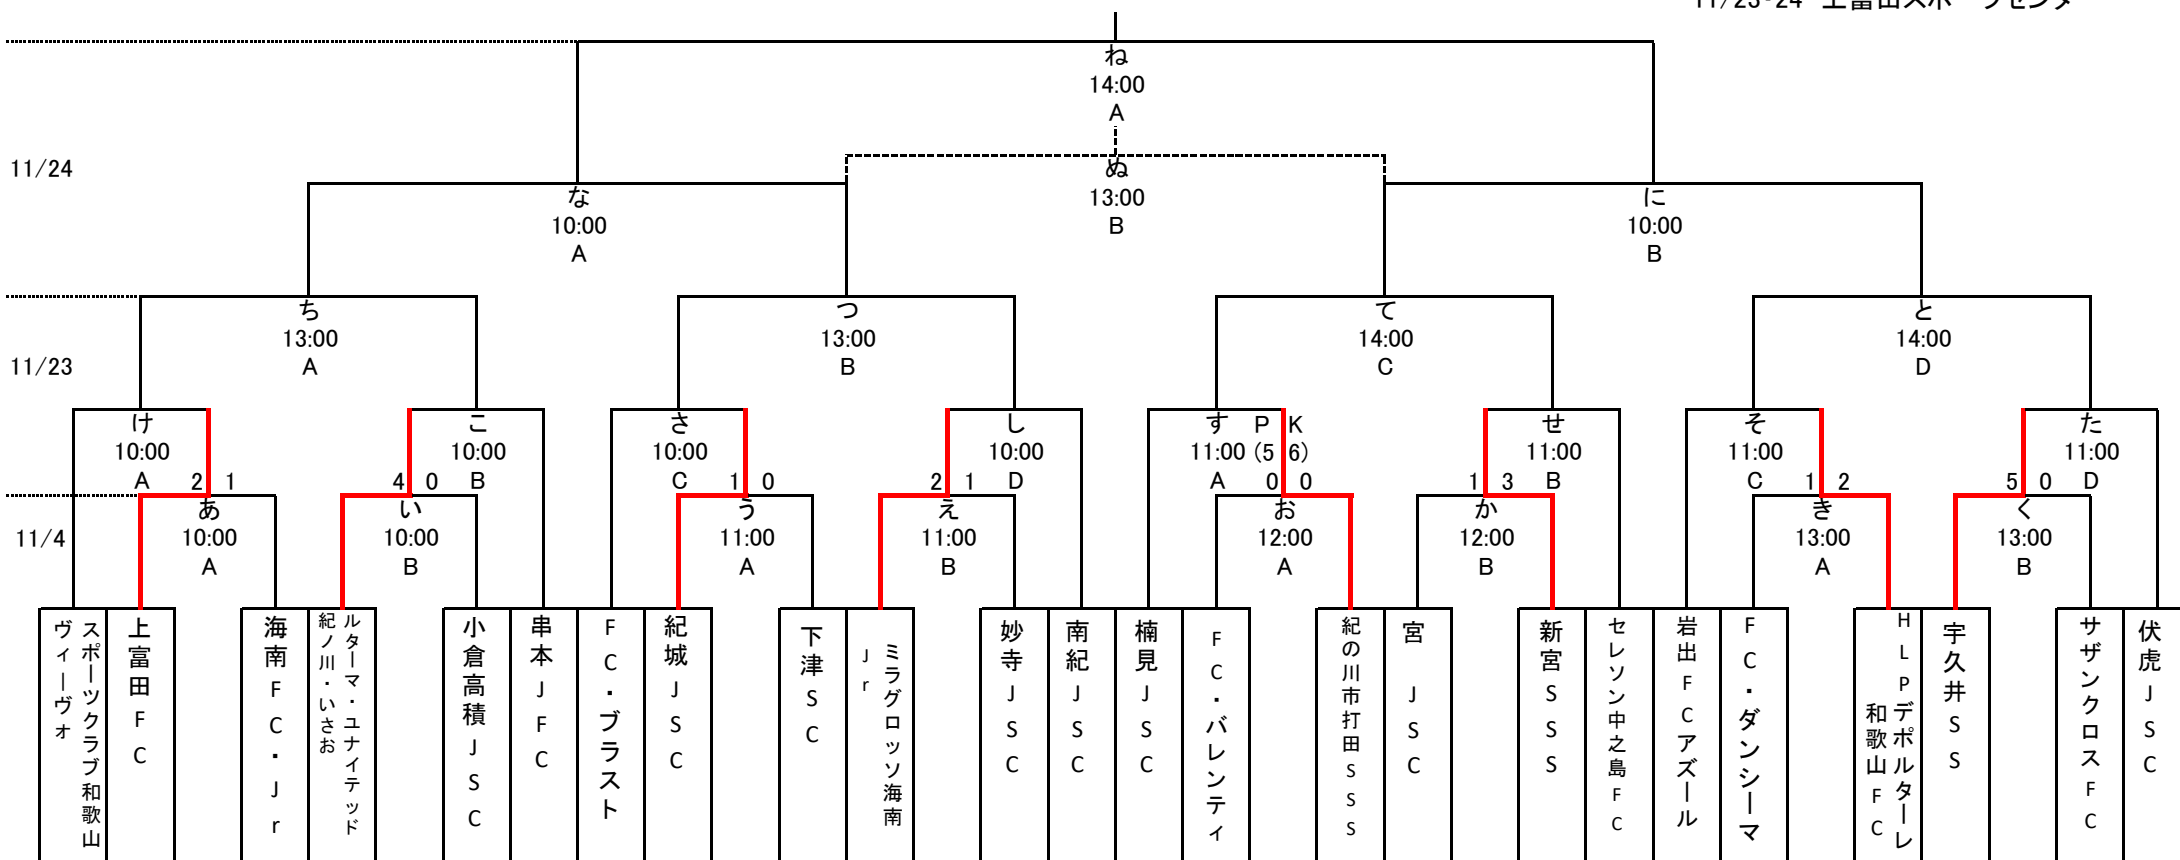 11/23・24 上富田スポーツセンター
ね
14:00
A
11/24
ぬ
13:00
B
な
10:00
A
に
10:00
B
11/23
ち
13:00
A
つ
13:00
B
て
14:00
C
と
14:00
D
け
10:00
A
こ
10:00
B
さ
10:00
C
し
10:00
D
す PK
11:00 (5 6)
A
せ
11:00
B
そ
11:00
C
た
11:00
D
2 1
4 0
1 0
2 1
0 0
1 3
1 2
5 0
11/4
あ
10:00
A
い
10:00
B
う
11:00
A
え
11:00
B
お
12:00
A
か
12:00
B
き
13:00
A
く
13:00
B
スポーツクラブ和歌山
ヴィーヴォ
上富田FC
海南FC・Jr
ルターマ・ユナイテッド
紀ノ川・いさお
小倉高積JSC
串本JFC
FC・ブラスト
紀城JSC
下津SC
ミラグロッソ海南
Jr
妙寺JSC
南紀JSC
楠見JSC
FC・バレンティ
紀の川市打田SSS
宮 JSC
新宮SSS
セレソン中之島FC
岩出FCアズール
FC・ダンシーマ
HLPデポルターレ
和歌山FC
宇久井SS
サザンクロスFC
伏虎JSC